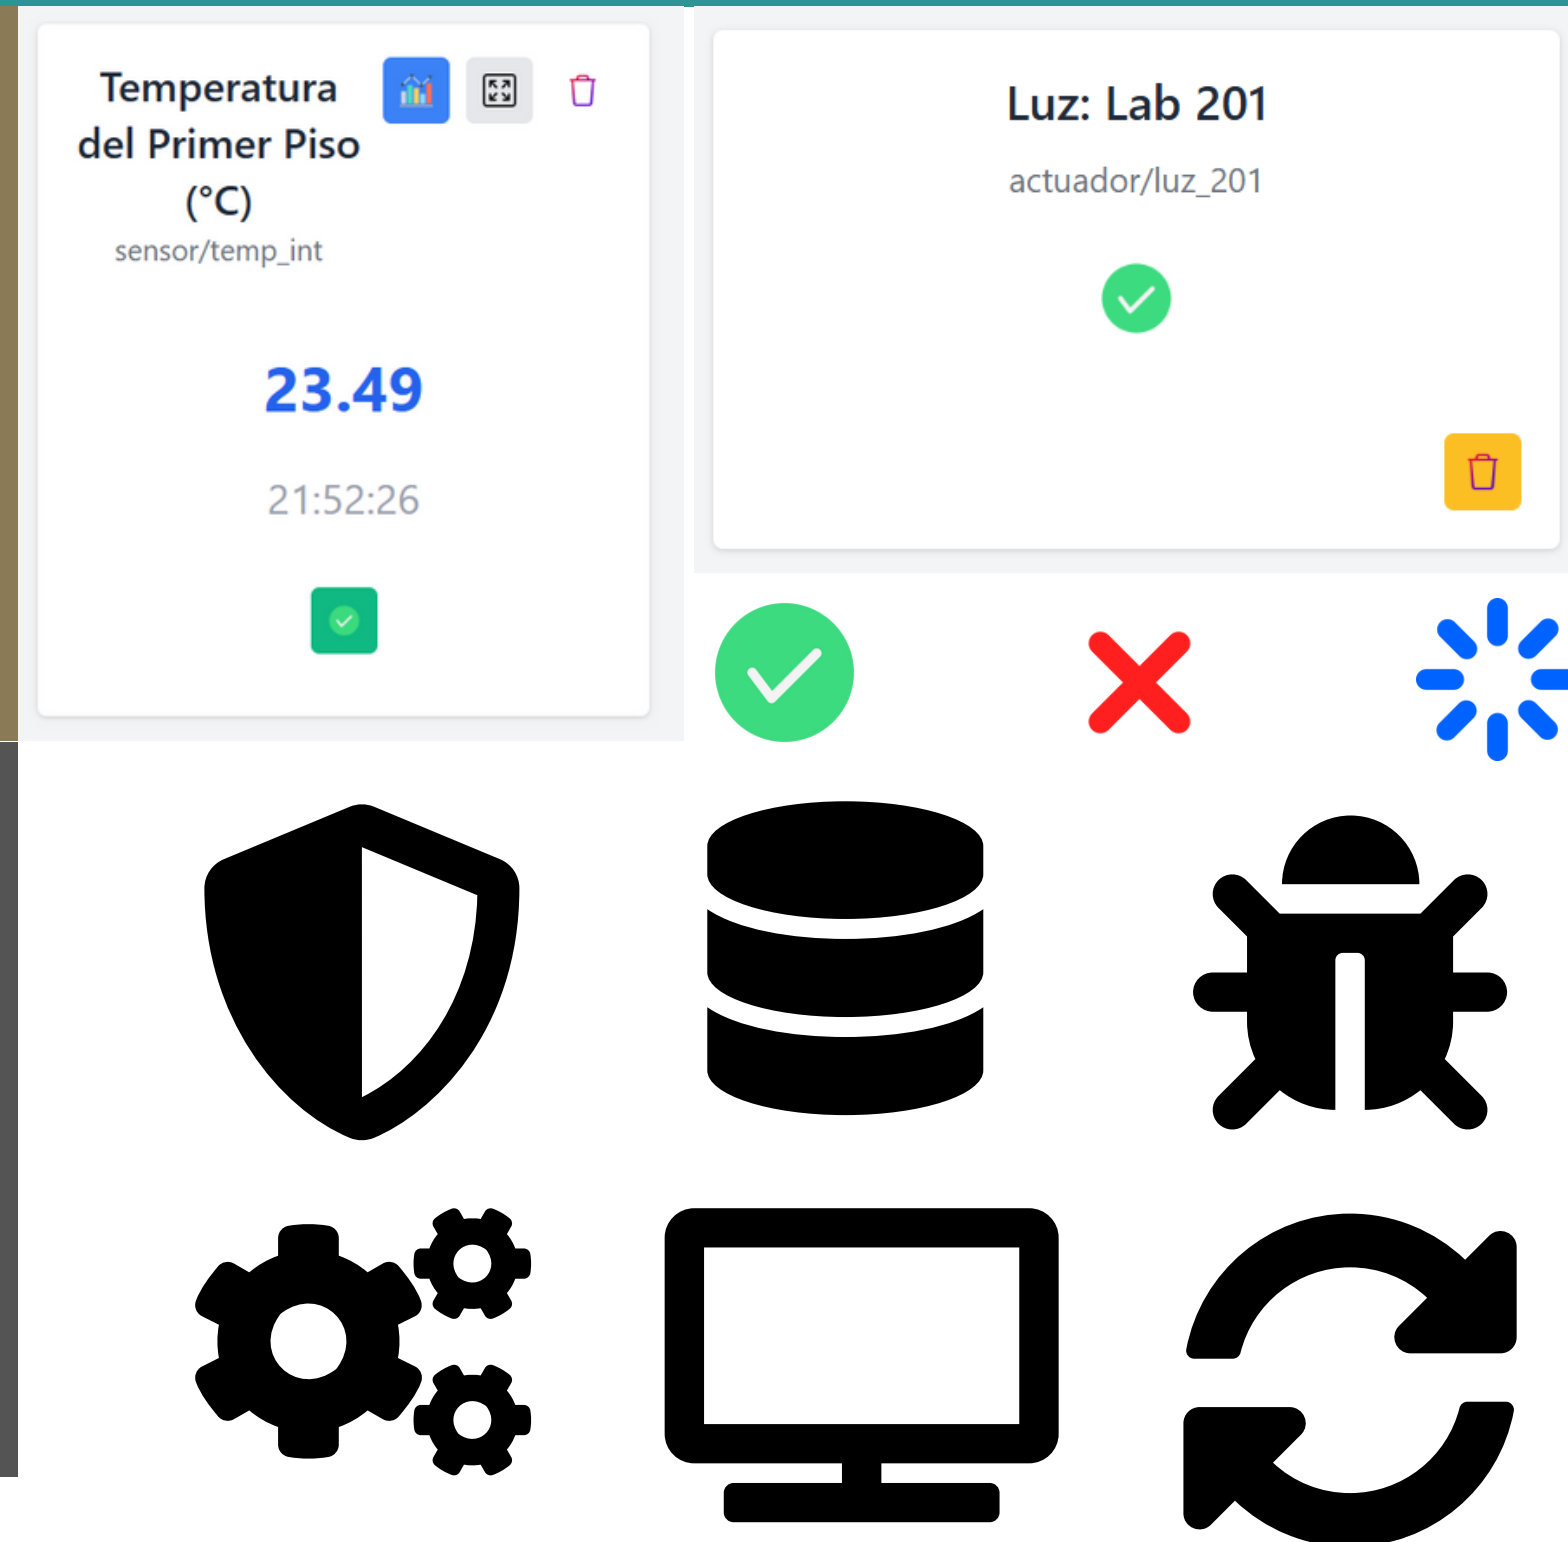 Temperatura
del Primer Piso
(°C)
sensor/temp_int
23.49
21:52:26
Luz: Lab 201
actuador/luz_201